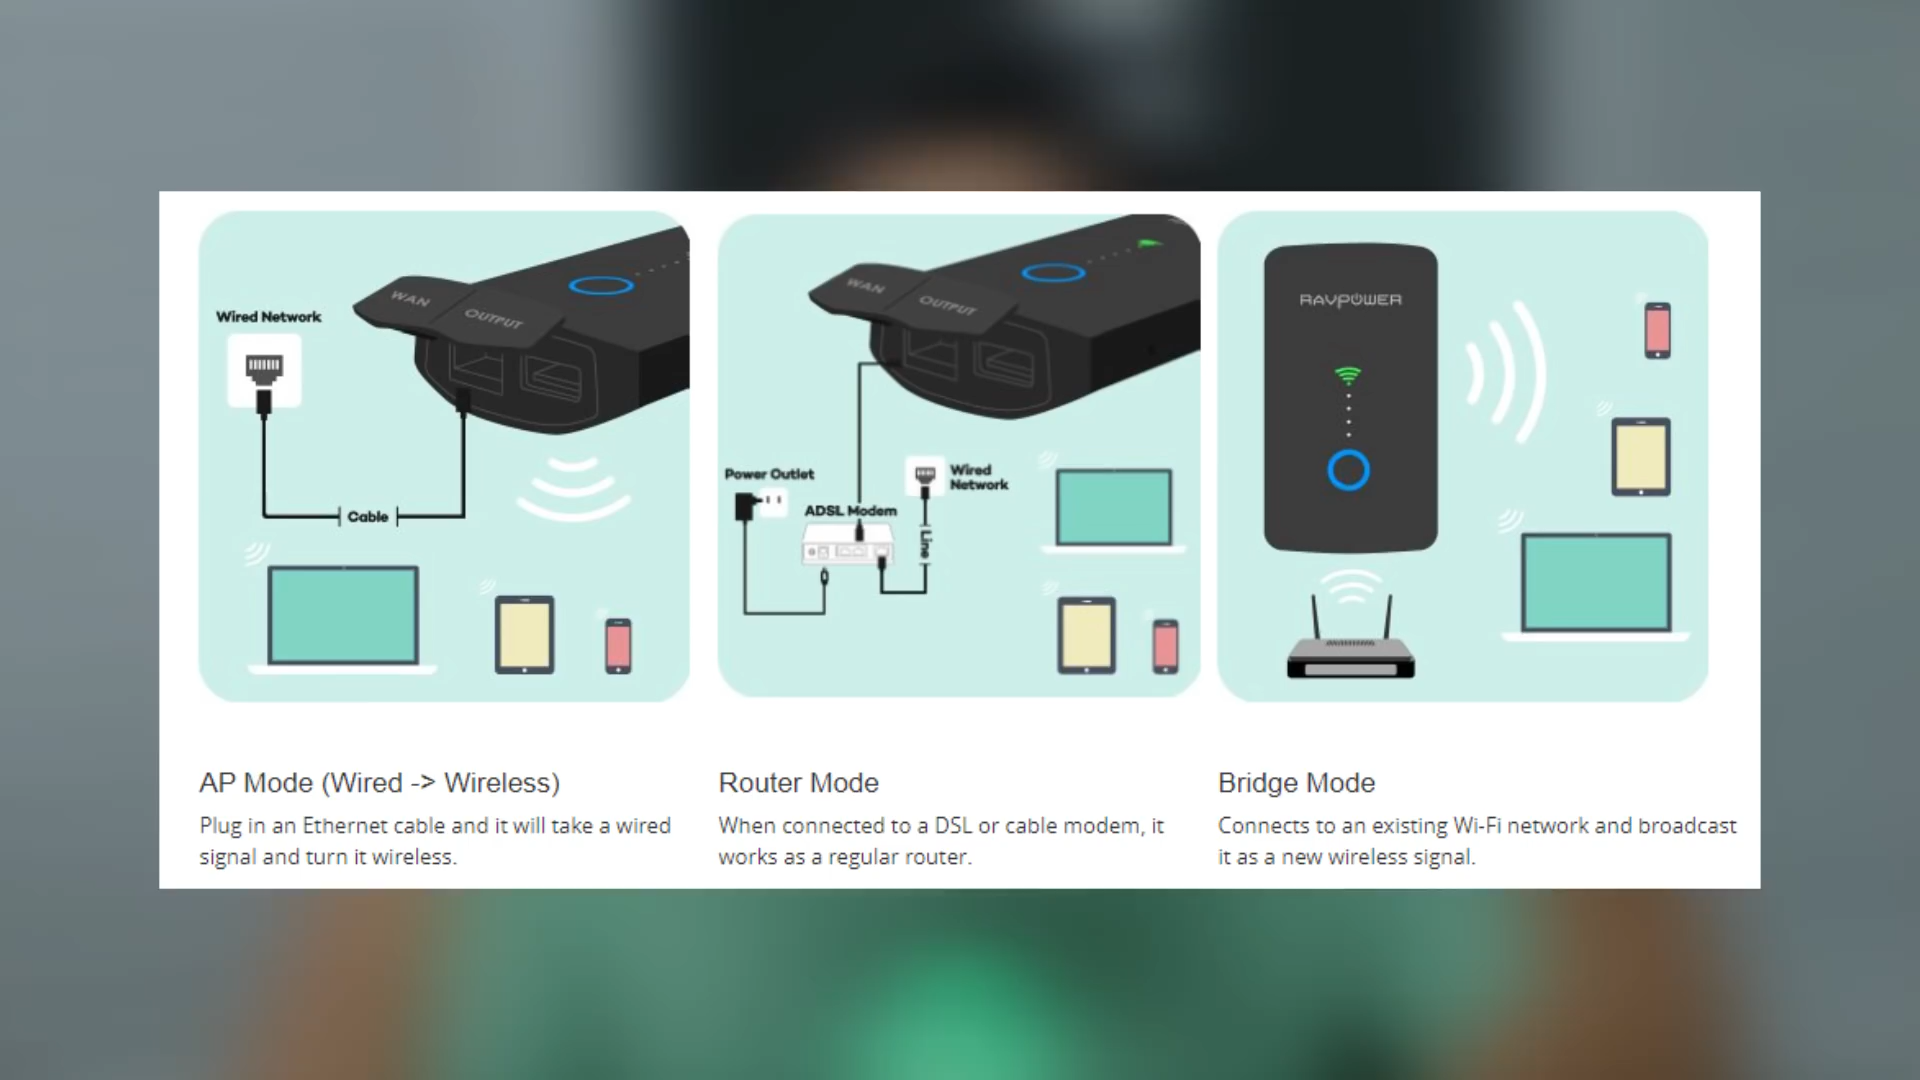 WAN
OUTPUT
Wired Network
Cable
WAN
OUTPUT
Power Outlet
ADSL Modem
Wired
Network
Line
RAVPOWER
AP Mode (Wired -> Wireless)
Plug in an Ethernet cable and it will take a wired
signal and turn it wireless.
Router Mode
When connected to a DSL or cable modem, it
works as a regular router.
Bridge Mode
Connects to an existing Wi-Fi network and broadcast
it as a new wireless signal.